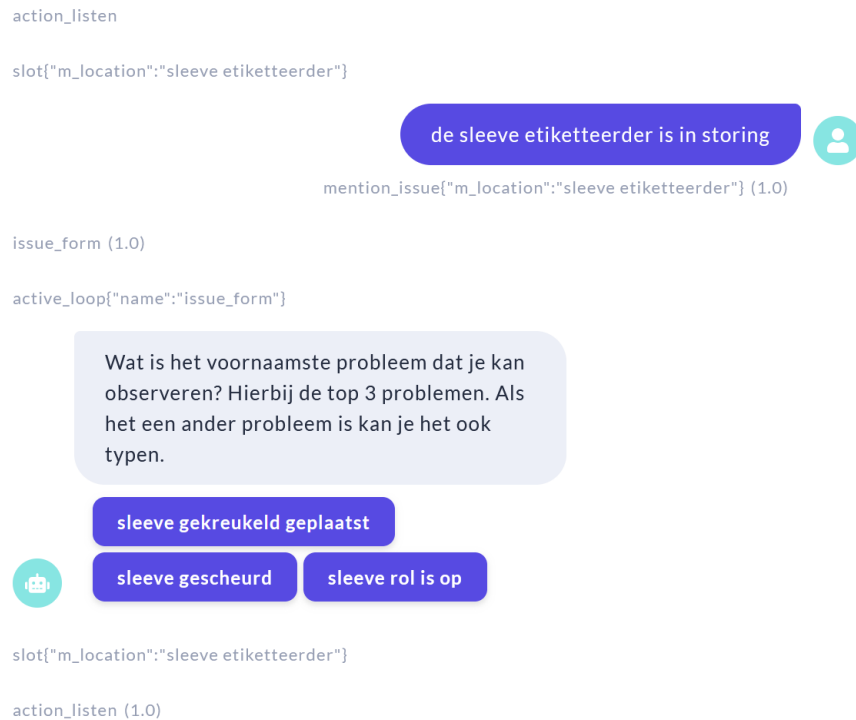 action_listen
slot{"m_location":"sleeve etiketteerder"}
de sleeve etiketteerder is in storing
mention_issue{"m_location":"sleeve etiketteerder"} (1.0)
issue_form (1.0)
active_loop{"name":"issue_form"}
Wat is het voornaamste probleem dat je kan
observeren? Hierbij de top 3 problemen. Als
het een ander probleem is kan je het ook
typen.
sleeve gekreukeld geplaatst
sleeve gescheurd sleeve rol is op
slot{"m_location":"sleeve etiketteerder"}
action_listen (1.0)